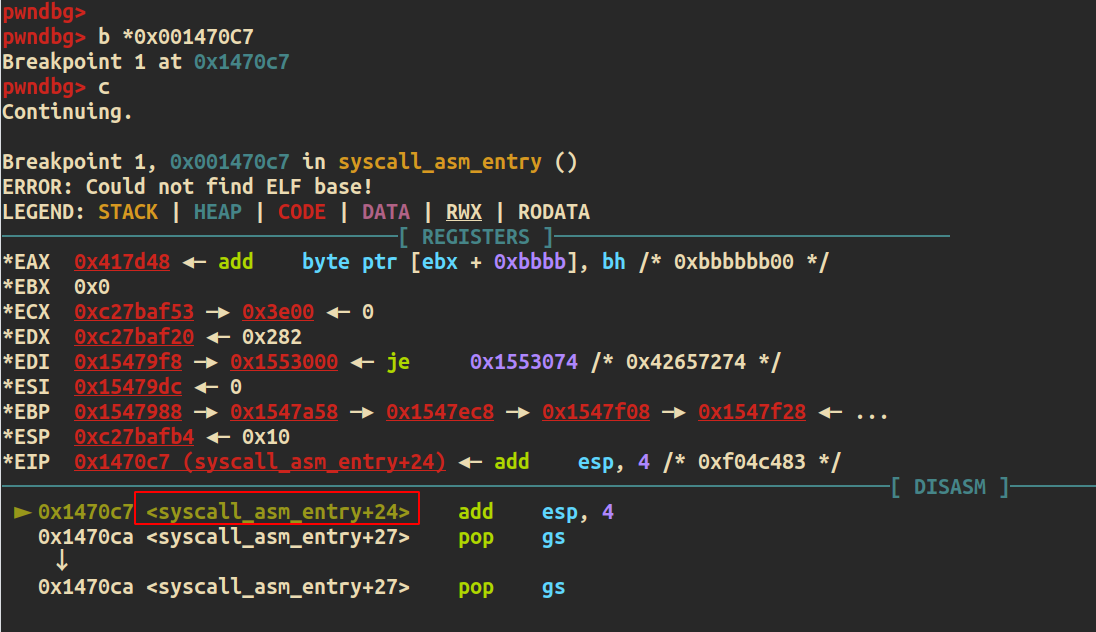 pwndbg>
pwndbg> b *0x001470C7
Breakpoint 1 at 0x1470c7
pwndbg> c
Continuing.
Breakpoint 1, 0x001470c7 in syscall_asm_entry ()
ERROR: Could not find ELF base!
LEGEND: STACK | HEAP | CODE | DATA | RWX | RODATA
[ REGISTERS ]
*EAX  0x417d48 ◂— add    byte ptr [ebx + 0xbbbb], bh /* 0xbbbbbb00 */
*EBX  0x0
*ECX  0xc27baf53 —▸ 0x3e00 ◂— 0
*EDX  0xc27baf20 ◂— 0x282
*EDI  0x15479f8 —▸ 0x1553000 ◂— je     0x1553074 /* 0x42657274 */
*ESI  0x15479dc ◂— 0
*EBP  0x1547988 —▸ 0x1547a58 —▸ 0x1547ec8 —▸ 0x1547f08 —▸ 0x1547f28 ◂— ...
*ESP  0xc27bafb4 ◂— 0x10
*EIP  0x1470c7 (syscall_asm_entry+24) ◂— add    esp, 4 /* 0xf04c483 */
[ DISASM ]
► 0x1470c7 <syscall_asm_entry+24>    add    esp, 4
0x1470ca <syscall_asm_entry+27>    pop    gs
↓
0x1470ca <syscall_asm_entry+27>    pop    gs